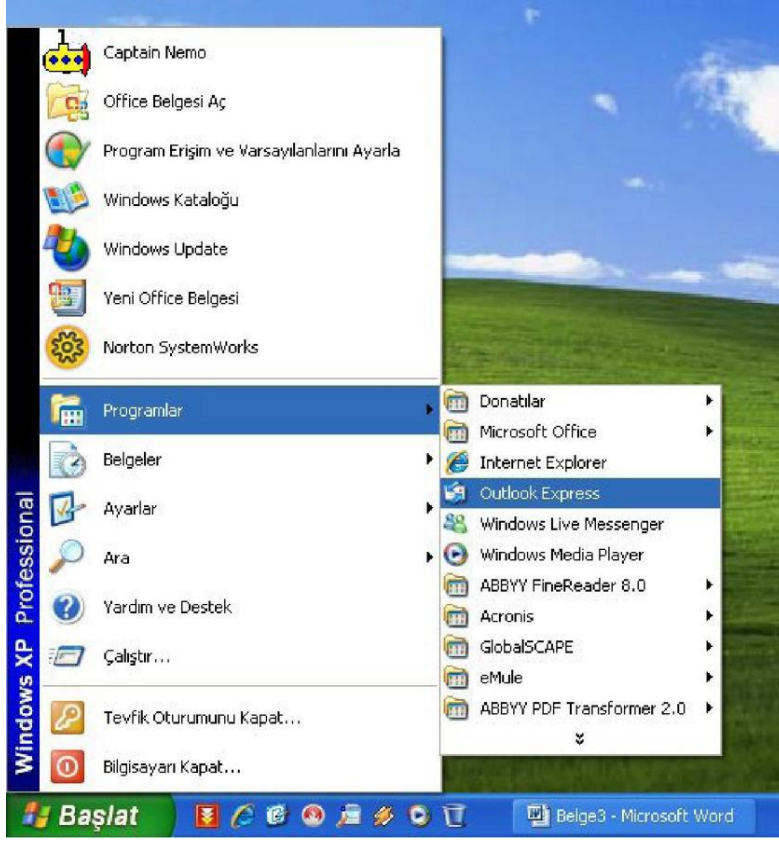 1
Captain Nemo
Office Belgesi Aç
Program Erişim ve Varsayılanlarını Ayarla
Windows Kataloğu
Windows Update
Yeni Office Belgesi
Norton SystemWorks
Programlar
Belgeler
Ayarlar
Ara
Yardım ve Destek
Çalıştır...
Tevfik Oturumunu Kapat...
Bilgisayarı Kapat...
Windows XP Professional
Donatılar
Microsoft Office
Internet Explorer
Outlook Express
Windows Live Messenger
Windows Media Player
ABBYY FineReader 8.0
Acronis
GlobalSCAPE
eMule
ABBYY PDF Transformer 2.0
Başlat
Belge3 - Microsoft Word